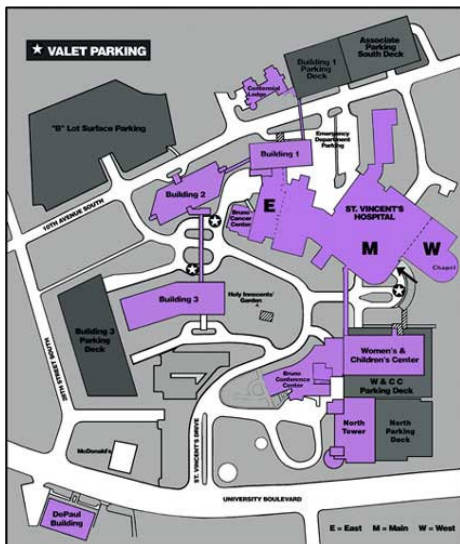 ★ VALET PARKING
Associate
Parking
South Deck
Building 1
Parking
Deck
Centennial
Lodge
"B" Lot Surface Parking
Emergency
Department
Parking
Building 1
Building 2
10TH AVENUE SOUTH
E
ST. VINCENT'S
HOSPITAL
Bruno
Cancer
Center
M
W
Chapel
Building 3
Holy Innocents'
Garden
Building 3
Parking
Deck
28TH STREET SOUTH
Women's &
Children's Center
Bruno
Conference
Center
W & CC
Parking Deck
North
Tower
North
Parking
Deck
McDonald's
ST. VINCENT'S DRIVE
UNIVERSITY BOULEVARD
DePaul
Building
E = East M = Main W = West